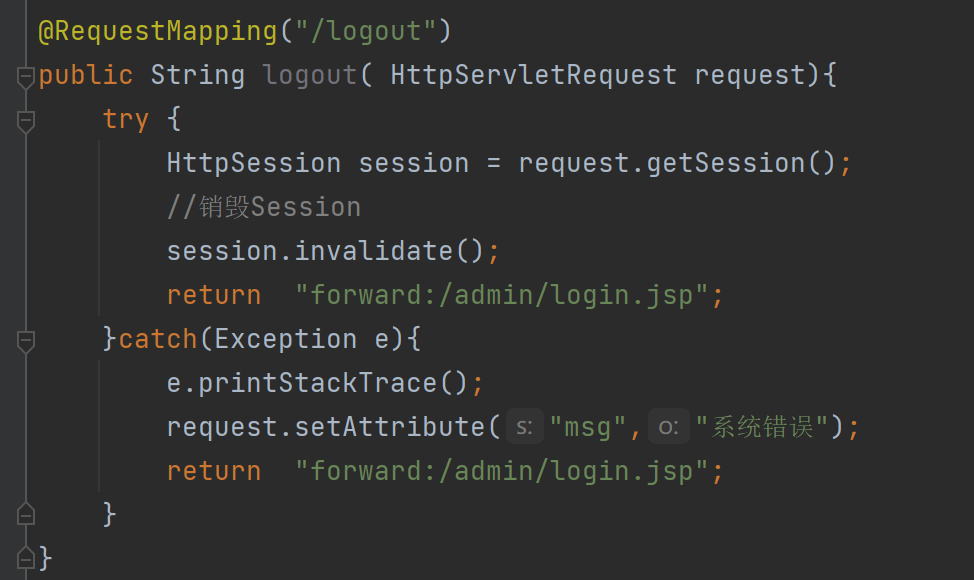 @RequestMapping("/logout")
public String logout( HttpServletRequest request){
try {
HttpSession session = request.getSession();
//销毁Session
session.invalidate();
return  "forward:/admin/login.jsp";
}catch(Exception e){
e.printStackTrace();
request.setAttribute( s: "msg", o: "系统错误");
return  "forward:/admin/login.jsp";
}
}